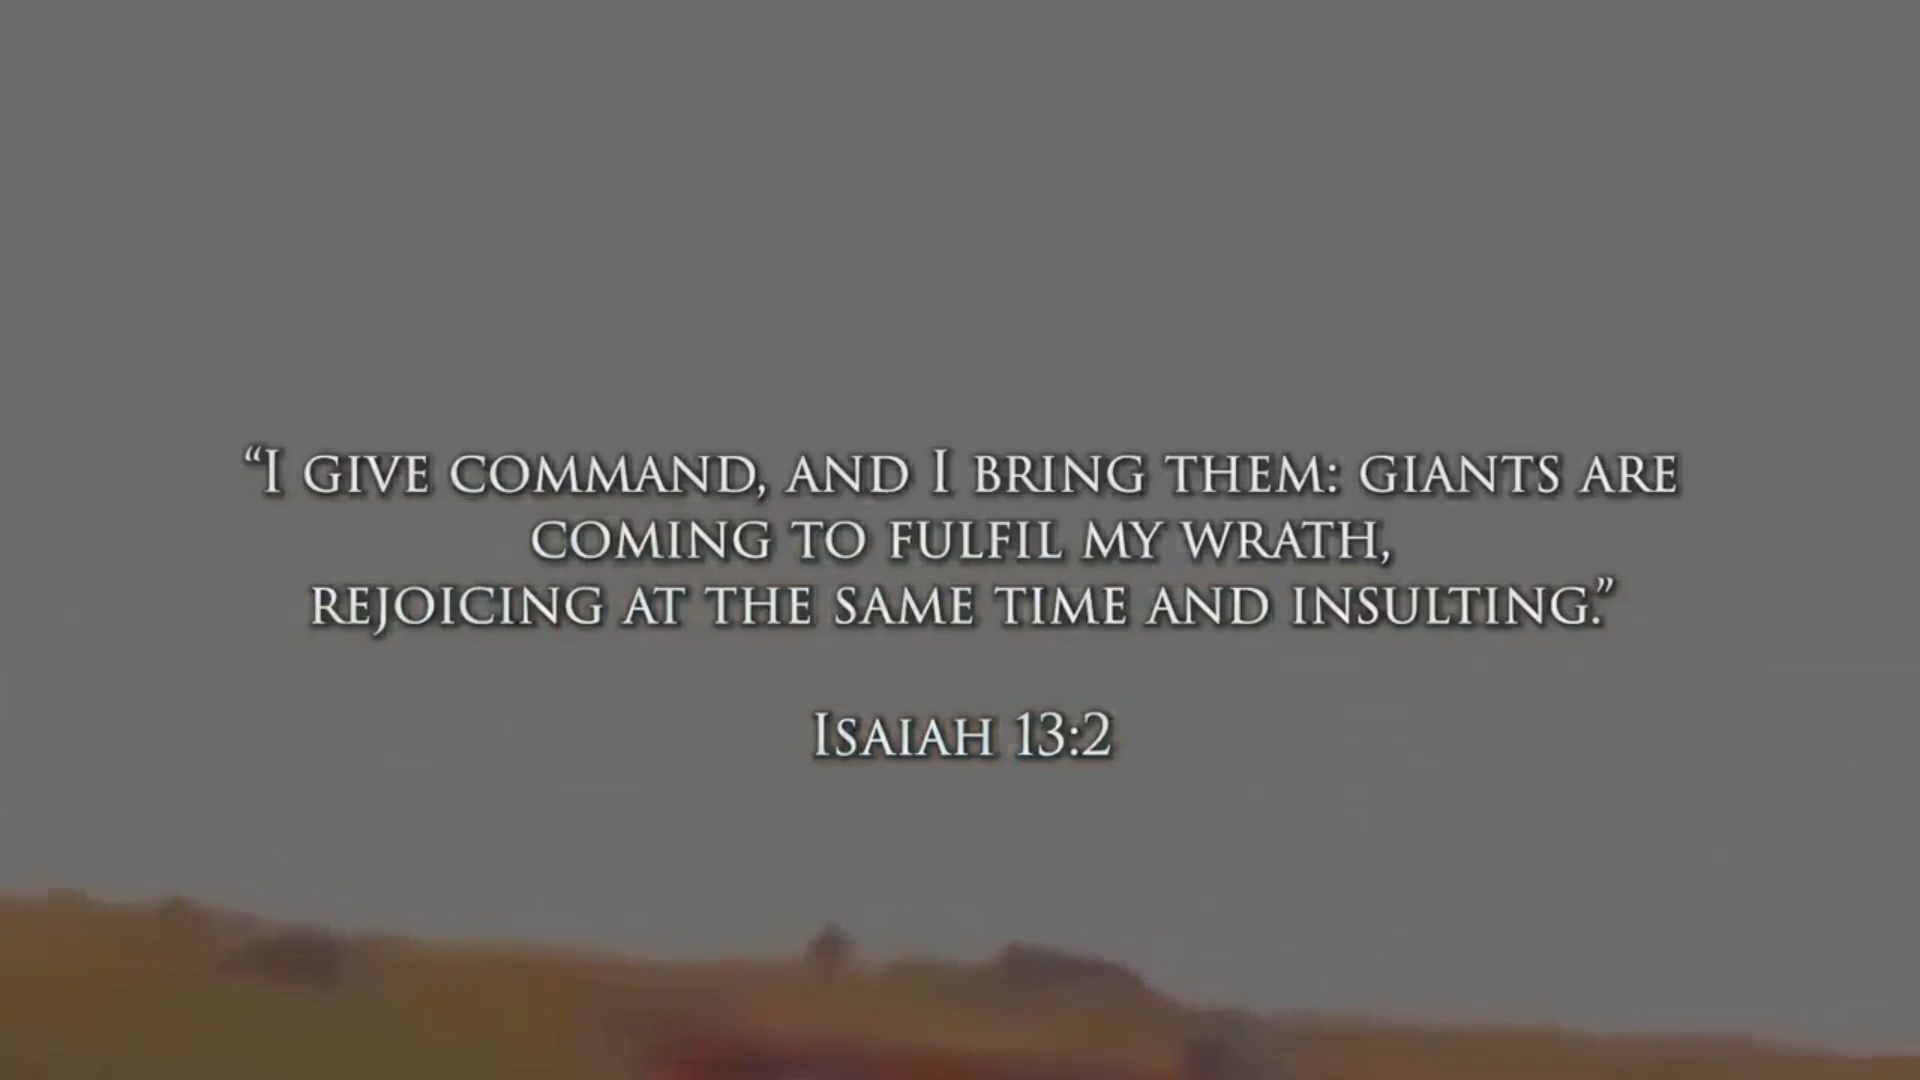 “I GIVE COMMAND, AND I BRING THEM: GIANTS ARE
COMING TO FULFIL MY WRATH,
REJOICING AT THE SAME TIME AND INSULTING.”
ISAIAH 13:2